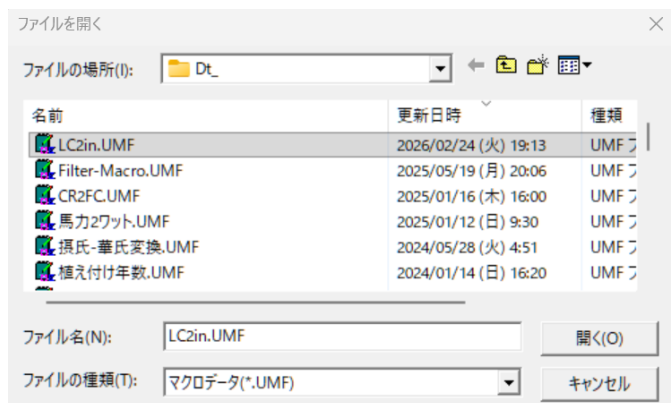 ファイルを開く
ファイルの場所(I): Dt_
名前 更新日時 種類
LC2in.UMF 2026/02/24 (火) 19:13 UMF フ
Filter-Macro.UMF 2025/05/19 (月) 20:06 UMF フ
CR2FC.UMF 2025/01/16 (木) 16:00 UMF フ
馬力2ワット.UMF 2025/01/12 (日) 9:30 UMF フ
摂氏-華氏変換.UMF 2024/05/28 (火) 4:51 UMF フ
植え付け年数.UMF 2024/01/14 (日) 16:20 UMF フ
ファイル名(N): LC2in.UMF 開く(O)
ファイルの種類(T): マクロデータ(*.UMF) キャンセル